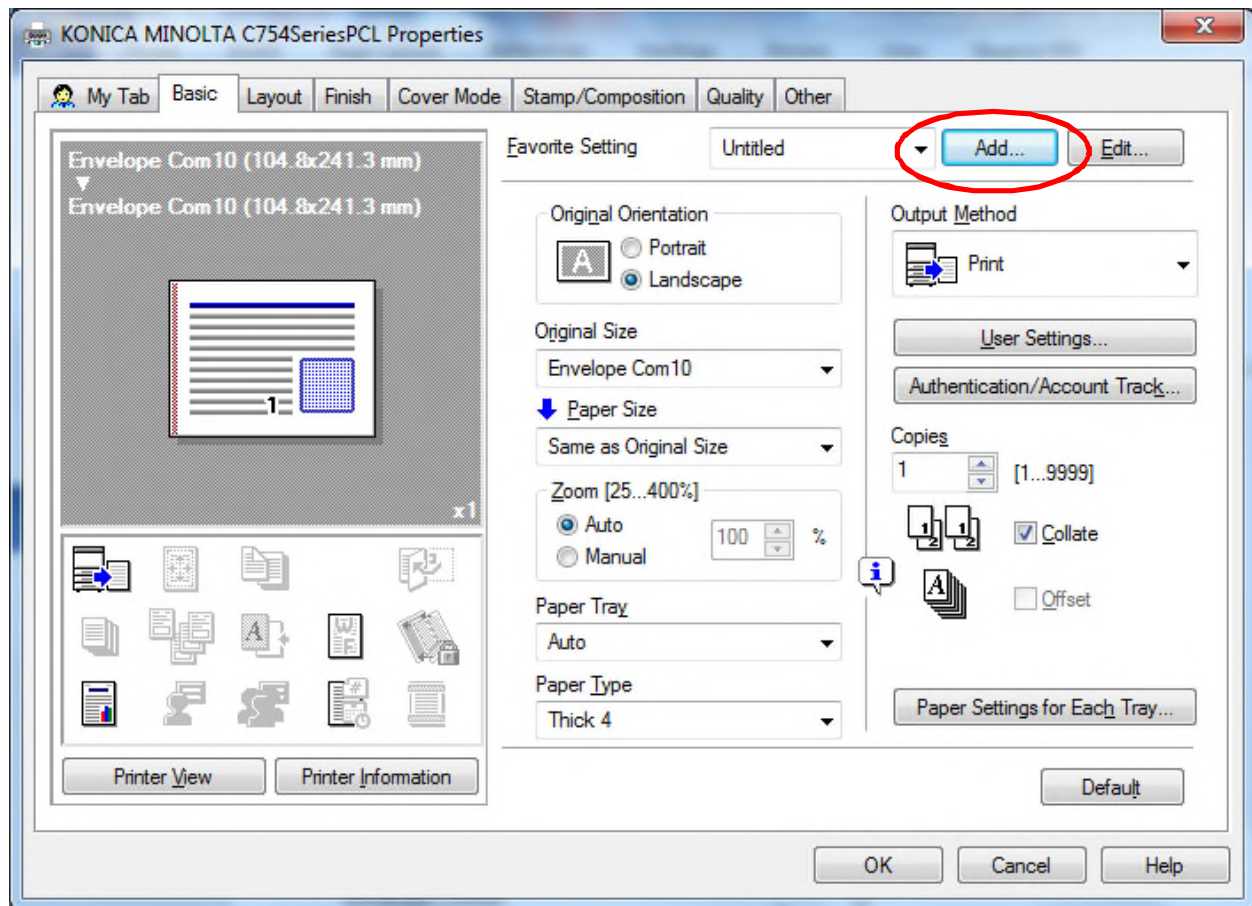 KONICA MINOLTA C754SeriesPCL Properties
My Tab
Basic
Layout
Finish
Cover Mode
Stamp/Composition
Quality
Other
Envelope Com10 (104.8x241.3 mm)
Envelope Com10 (104.8x241.3 mm)
1
x1
Printer View
Printer Information
Favorite Setting
Untitled
Add...
Edit...
Original Orientation
A
Portrait
Landscape
Original Size
Envelope Com10
Paper Size
Same as Original Size
Zoom [25...400%]
Auto
100 %
Manual
Paper Tray
Auto
Paper Type
Thick 4
Output Method
Print
User Settings...
Authentication/Account Track...
Copies
1
[1...9999]
Collate
Offset
Paper Settings for Each Tray...
Default
OK
Cancel
Help